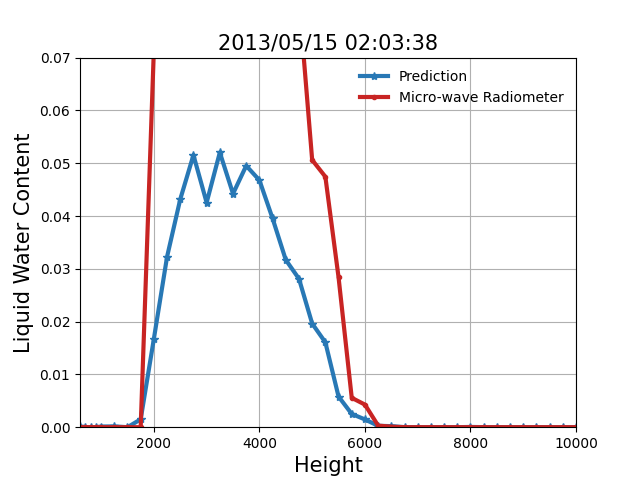 2013/05/15 02:03:38
Prediction
Micro-wave Radiometer
Liquid Water Content
0.07
0.06
0.05
0.04
0.03
0.02
0.01
0.00
2000 4000 6000 8000 10000
Height